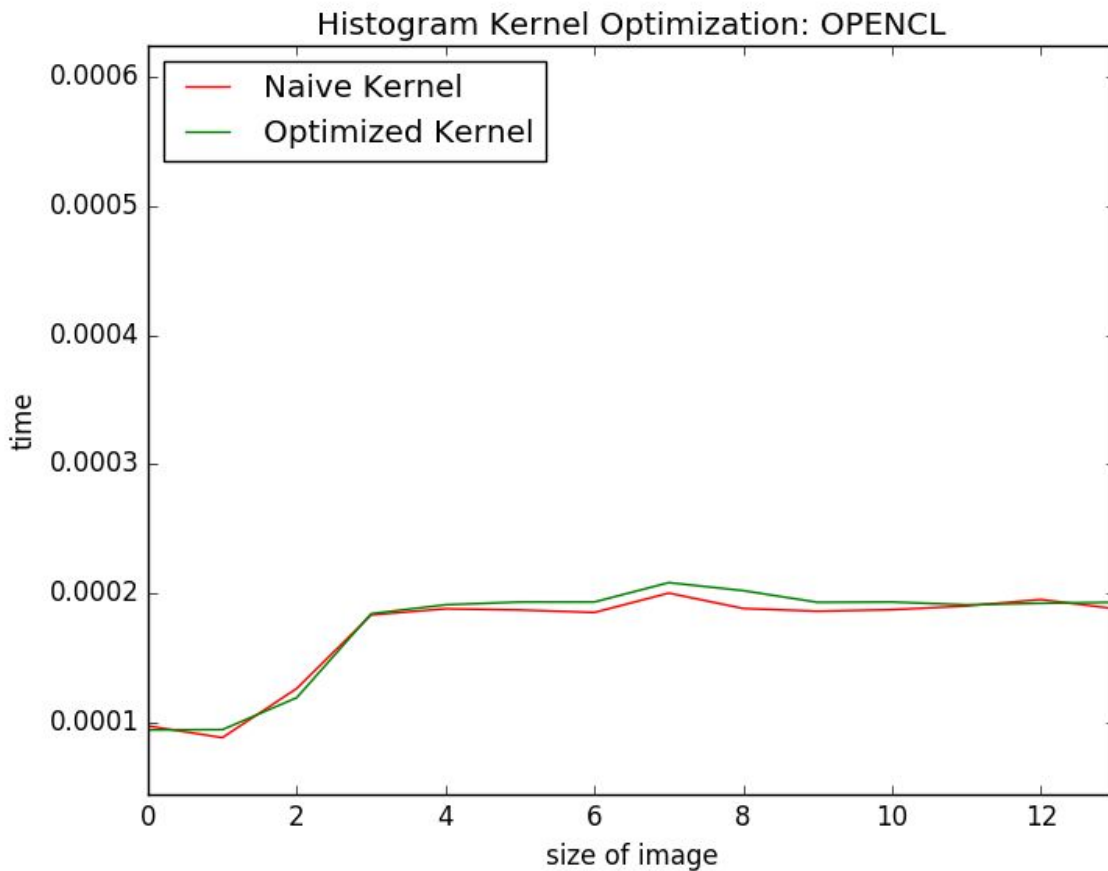 Histogram Kernel Optimization: OPENCL
0.0006
Naive Kernel
Optimized Kernel
0.0005
0.0004
time
0.0003
0.0002
0.0001
0 2 4 6 8 10 12
size of image